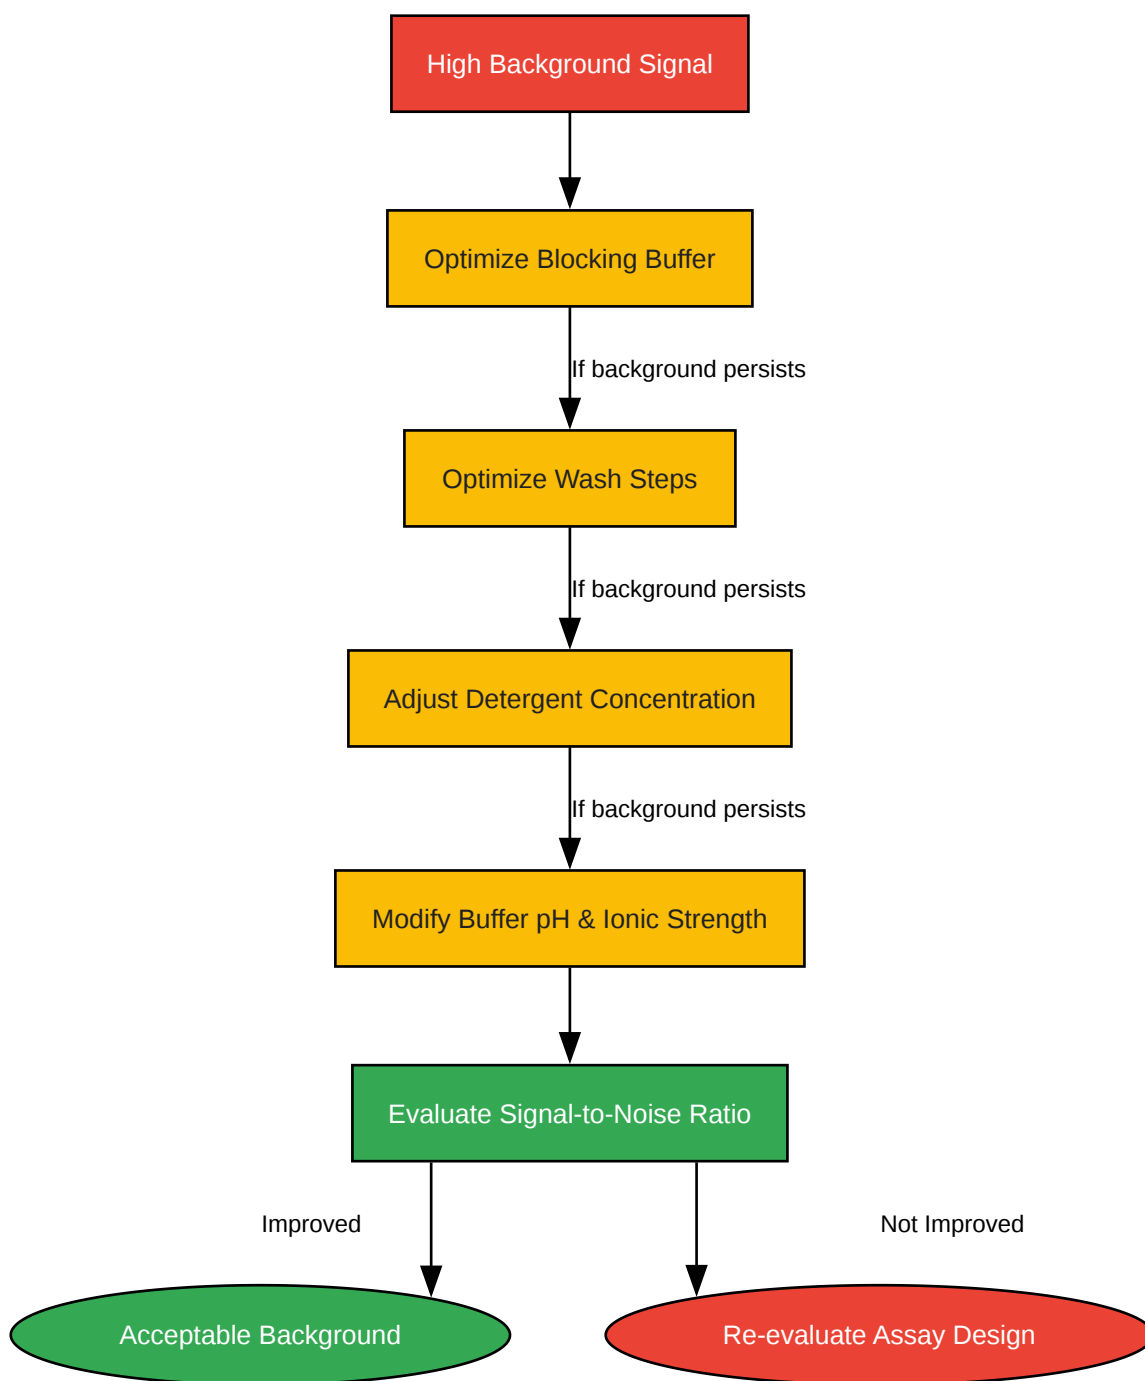 High Background Signal
Optimize Blocking Buffer
If background persists
Optimize Wash Steps
If background persists
Adjust Detergent Concentration
If background persists
Modify Buffer pH & Ionic Strength
Evaluate Signal-to-Noise Ratio
Improved
Not Improved
Acceptable Background
Re-evaluate Assay Design